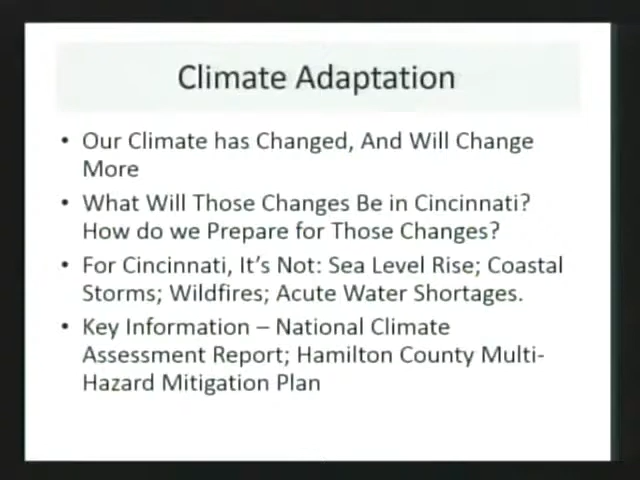 Climate Adaptation
• Our Climate has Changed, And Will Change
More
• What Will Those Changes Be in Cincinnati?
How do we Prepare for Those Changes?
• For Cincinnati, It's Not: Sea Level Rise; Coastal
Storms; Wildfires; Acute Water Shortages.
• Key Information – National Climate
Assessment Report; Hamilton County Multi-
Hazard Mitigation Plan